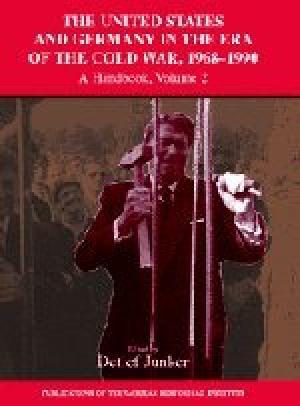 THE UNITED STATES
AND GERMANY IN THE ERA
OF THE COLD WAR, 1968–1990
A Handbook, Volume 2
Edited by
Detlef Junker
PUBLICATIONS OF THE GERMAN HISTORICAL INSTITUTE